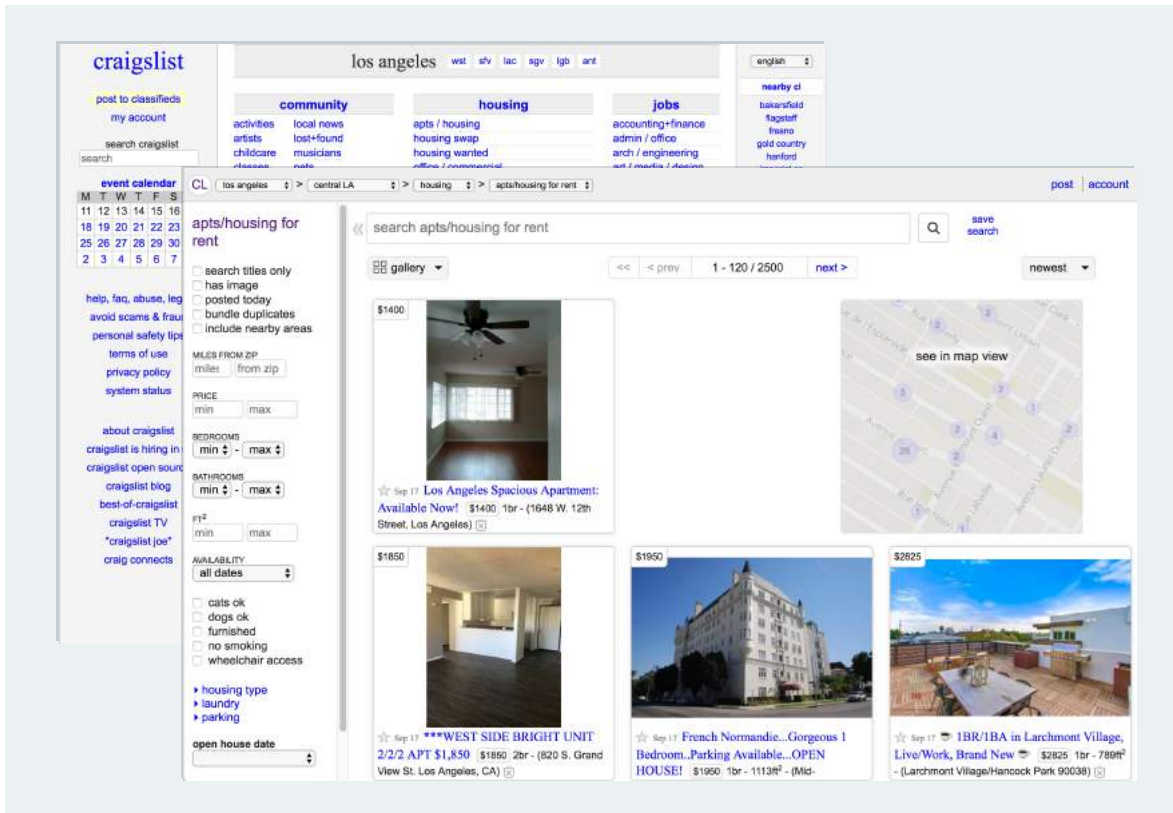 craigslist
post to classifieds
my account
search craigslist
search
event calendar
M T W T F S
11 12 13 14 15 16
18 19 20 21 22 23
25 26 27 28 29 30
2 3 4 5 6 7
help, faq, abuse, leg
avoid scams & frau
personal safety tips
terms of use
privacy policy
system status
about craigslist
craigslist is hiring in
craigslist open sourc
craigslist blog
best-of-craigslist
craigslist TV
"craigslist joe"
craig connects
los angeles wst sfv lac sgv lgb ant
community
activities local news
artists lost+found
childcare musicians
classes pets
housing
apts / housing
housing swap
housing wanted
office / commercial
jobs
accounting+finance
admin / office
arch / engineering
art / media / design
english
nearby cl
bakersfield
flagstaff
fresno
gold country
hanford
CL los angeles > central LA > housing > apts/housing for rent
post account
apts/housing for
rent
search titles only
has image
posted today
bundle duplicates
include nearby areas
MILES FROM ZIP
miles from zip
PRICE
min max
BEDROOMS
min - max
BATHROOMS
min - max
FT²
min max
AVAILABILITY
all dates
cats ok
dogs ok
furnished
no smoking
wheelchair access
housing type
laundry
parking
open house date
« search apts/housing for rent
save
search
gallery
<< < prev 1 - 120 / 2500 next >
newest
$1400
Sep 17 Los Angeles Spacious Apartment:
Available Now! $1400 1br - (1648 W. 12th
Street, Los Angeles)
see in map view
$1850
Sep 17 ***WEST SIDE BRIGHT UNIT
2/2/2 APT $1,850 $1850 2br - (820 S. Grand
View St. Los Angeles, CA)
$1950
Sep 17 French Normandie...Gorgeous 1
Bedroom..Parking Available...OPEN
HOUSE! $1950 1br - 1113ft² - (Mid-
$2825
Sep 17 1BR/1BA in Larchmont Village,
Live/Work, Brand New $2825 1br - 789ft²
- (Larchmont Village/Hancock Park 90038)